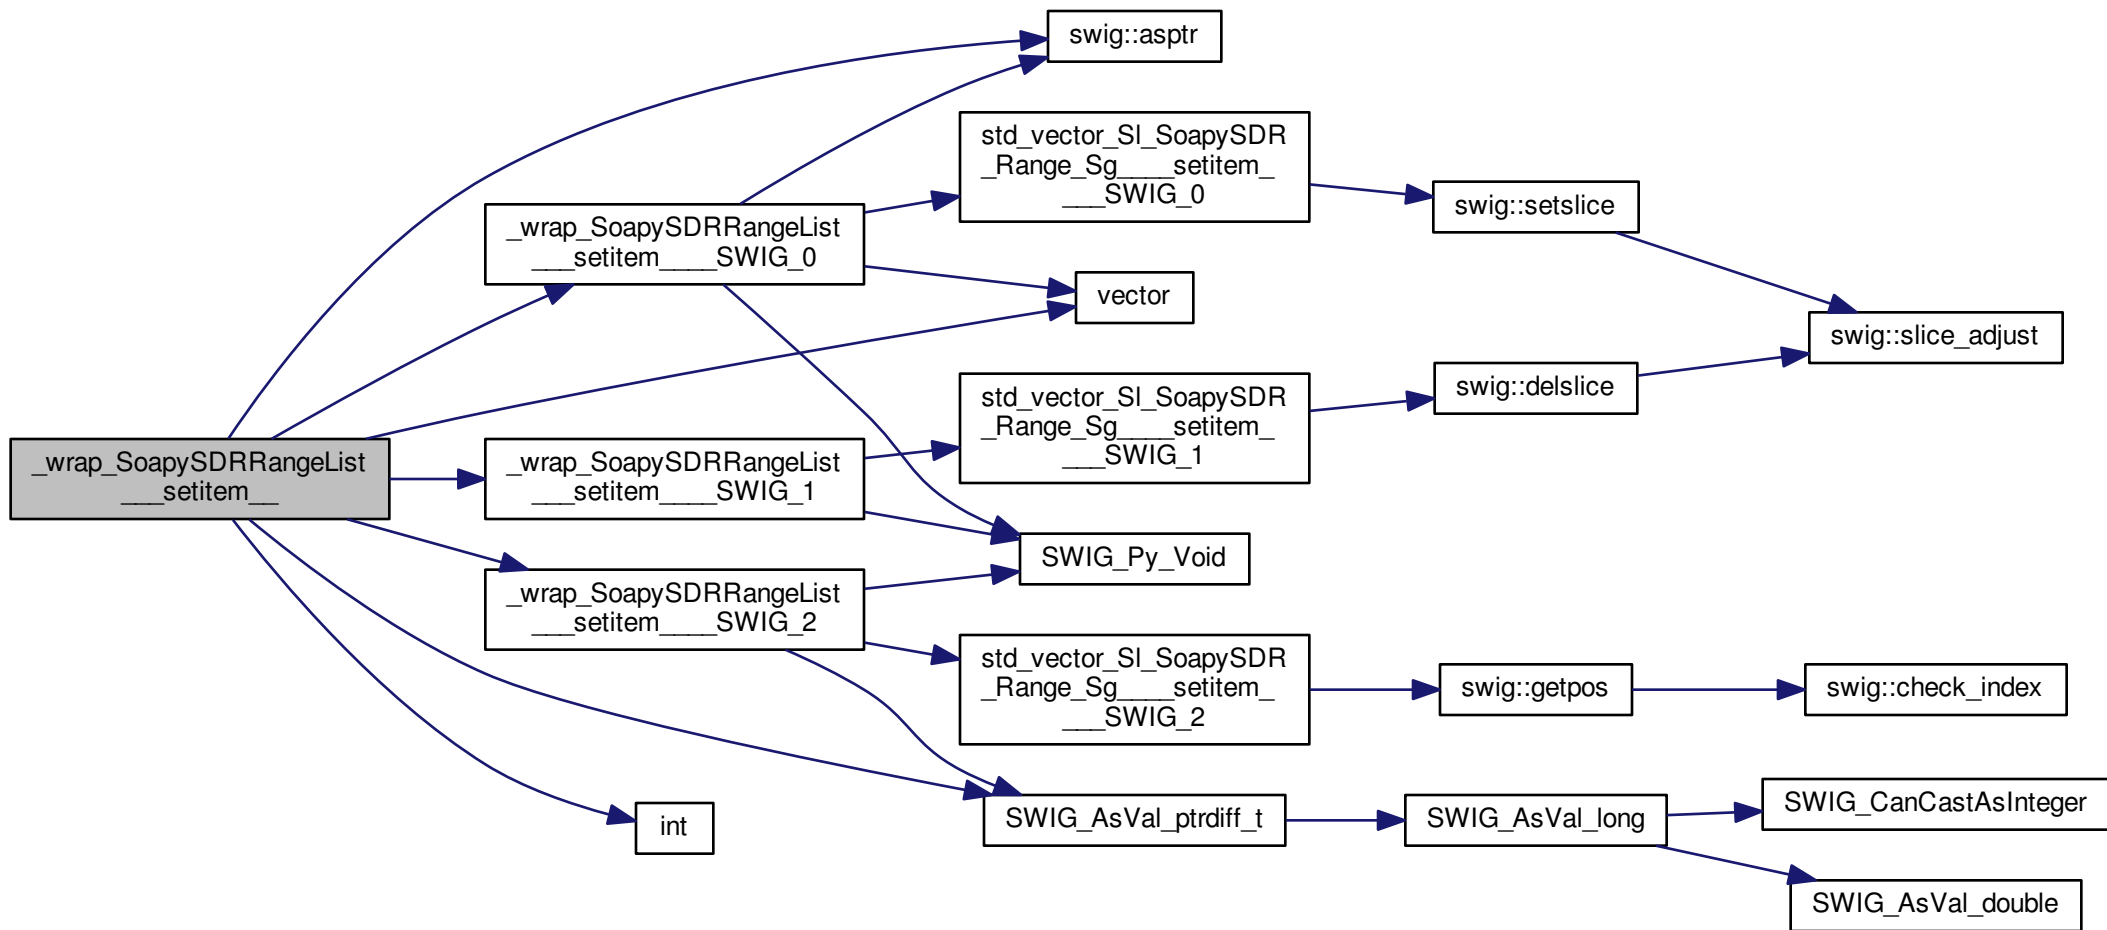 swig::asptr
std_vector_Sl_SoapySDR
_Range_Sg____setitem_
___SWIG_0
swig::setslice
_wrap_SoapySDRRangeList
___setitem____SWIG_0
vector
swig::slice_adjust
std_vector_Sl_SoapySDR
_Range_Sg____setitem_
___SWIG_1
swig::delslice
_wrap_SoapySDRRangeList
___setitem__
_wrap_SoapySDRRangeList
___setitem____SWIG_1
SWIG_Py_Void
_wrap_SoapySDRRangeList
___setitem____SWIG_2
std_vector_Sl_SoapySDR
_Range_Sg____setitem_
___SWIG_2
swig::getpos
swig::check_index
int
SWIG_AsVal_ptrdiff_t
SWIG_AsVal_long
SWIG_CanCastAsInteger
SWIG_AsVal_double